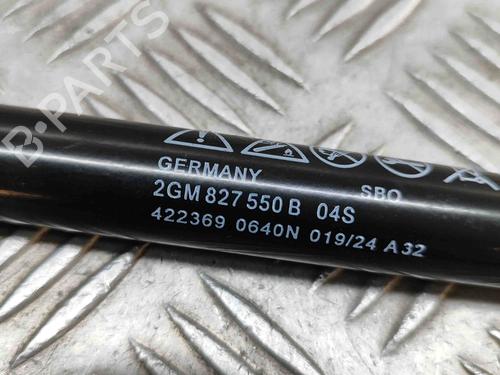 B-PARTS
GERMANY SBO
2GM 827 550 B 04S
422369 0640N 019/24 A32